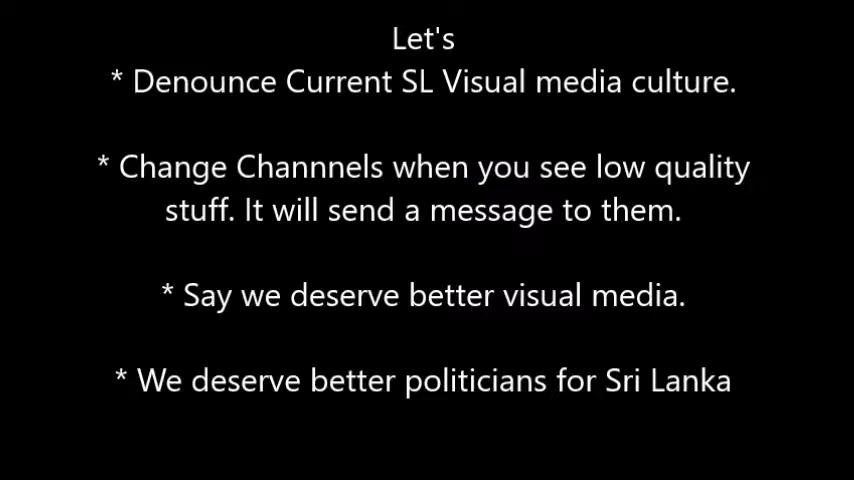 Let's
* Denounce Current SL Visual media culture.
* Change Channnels when you see low quality
stuff. It will send a message to them.
* Say we deserve better visual media.
* We deserve better politicians for Sri Lanka